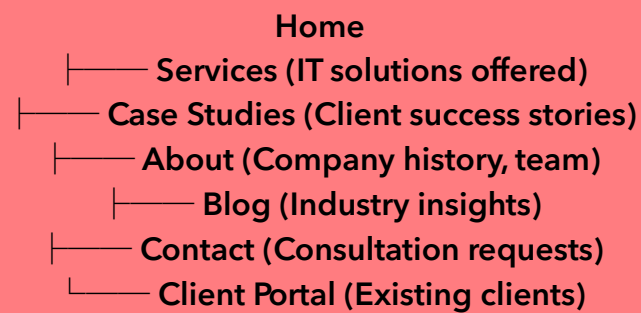 Home
├── Services (IT solutions offered)
├── Case Studies (Client success stories)
├── About (Company history, team)
├── Blog (Industry insights)
├── Contact (Consultation requests)
└── Client Portal (Existing clients)